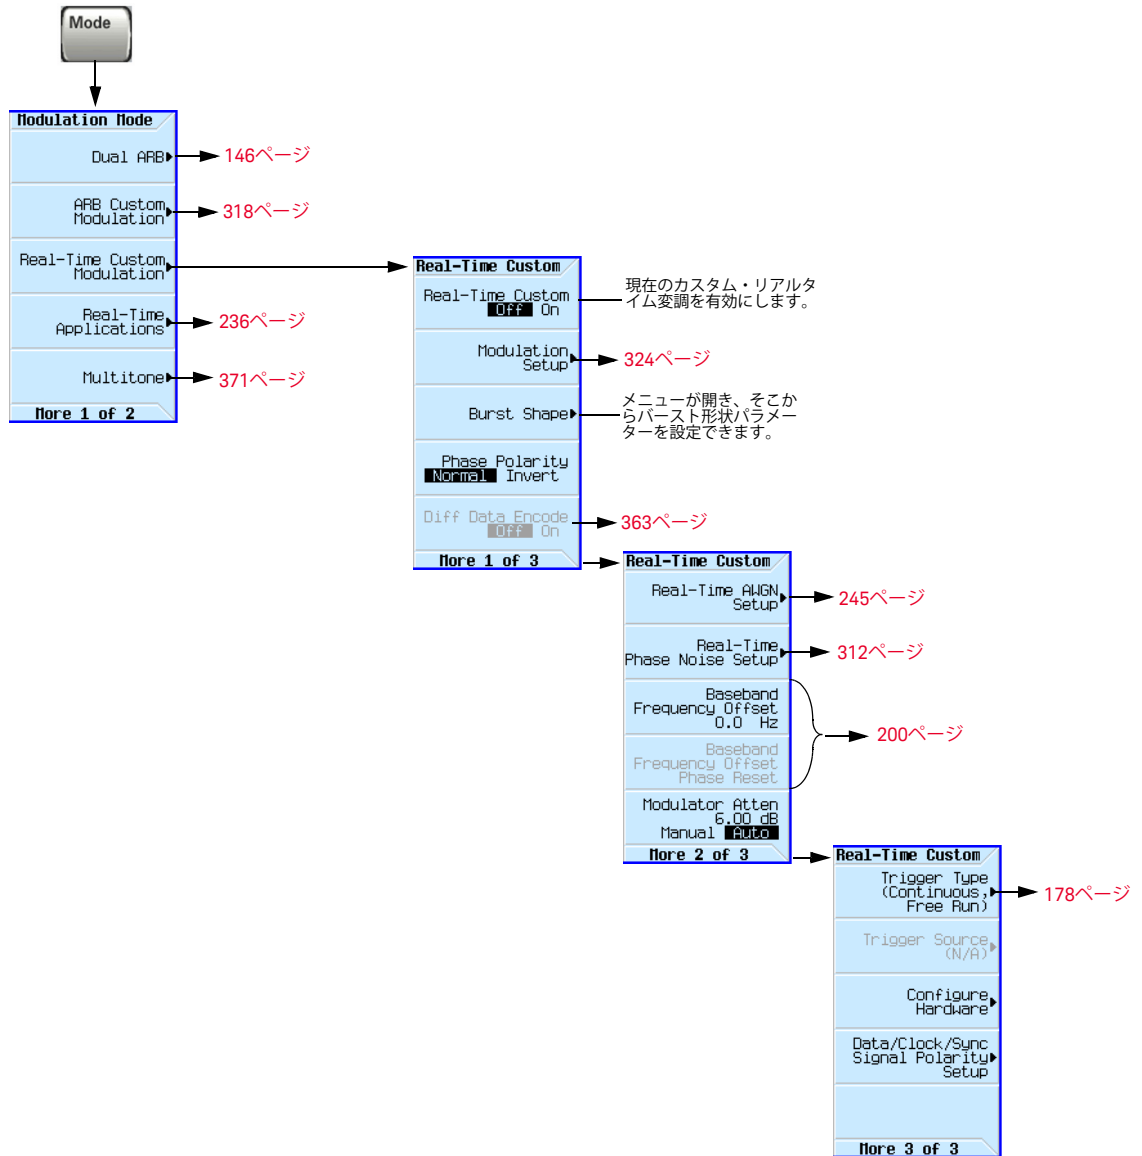 Mode
Modulation Mode
Dual ARB
146ページ
ARB Custom
Modulation
318ページ
Real-Time Custom
Modulation
Real-Time
Applications
236ページ
Multitone
371ページ
More 1 of 2
Real-Time Custom
Real-Time Custom
Off On
現在のカスタム・リアルタ
イム変調を有効にします。
Modulation
Setup
324ページ
Burst Shape
メニューが開き、そこか
らバースト形状パラメー
ターを設定できます。
Phase Polarity
Normal Invert
Diff Data Encode
Off On
363ページ
More 1 of 3
Real-Time Custom
Real-Time AWGN
Setup
245ページ
Real-Time
Phase Noise Setup
312ページ
Baseband
Frequency Offset
0.0 Hz
Baseband
Frequency Offset
Phase Reset
200ページ
Modulator Atten
6.00 dB
Manual Auto
More 2 of 3
Real-Time Custom
Trigger Type
(Continuous,
Free Run)
178ページ
Trigger Source
(N/A)
Configure
Hardware
Data/Clock/Sync
Signal Polarity
Setup
More 3 of 3